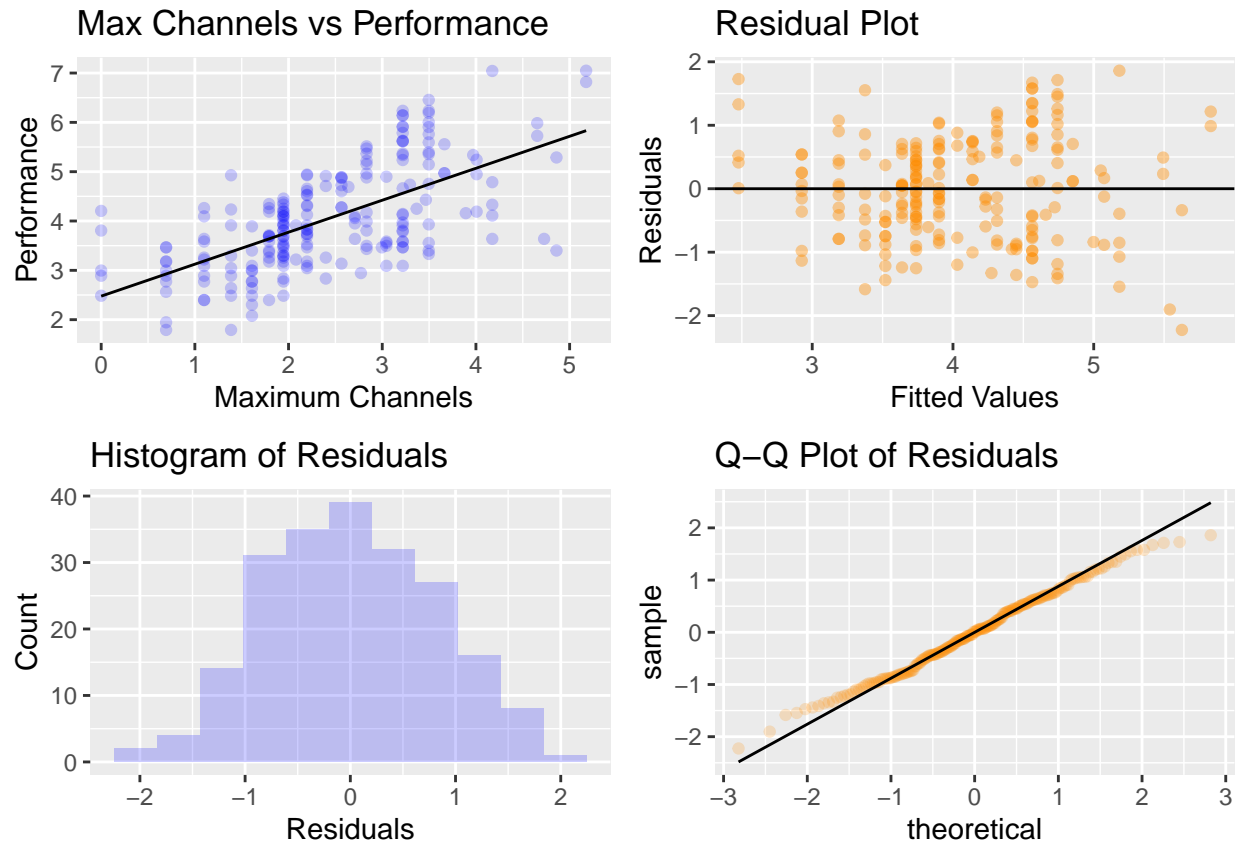 Max Channels vs Performance
7
6
5
4
3
2
Performance
0 1 2 3 4 5
Maximum Channels
Residual Plot
2
1
0
−1
−2
Residuals
3 4 5
Fitted Values
Histogram of Residuals
40
30
20
10
0
Count
−2 −1 0 1 2
Residuals
Q−Q Plot of Residuals
2
1
0
−1
−2
sample
−3 −2 −1 0 1 2 3
theoretical